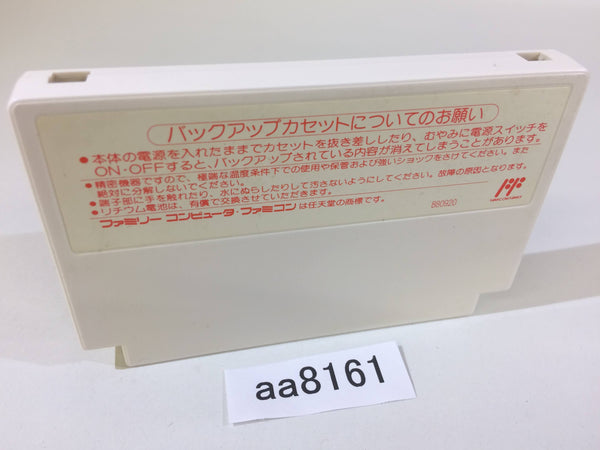 バックアップカセットについてのお願い
●本体の電源を入れたままでカセットを抜き差ししたり、むやみに電源スイッチを
ON・OFFすると、バックアップされている内容が消えてしまうことがあります。
●精密機器ですので、極端な温度条件下での使用や保管および強いショックをさけてください。また
絶対に分解しないでください。
●端子部に手を触れたり、水にぬらしたりして汚さないようにしてください。故障の原因となります。
●リチウム電池は、有償で交換させていただきます。
ファミリー コンピュータ・ファミコンは任天堂の商標です。
880920
aa8161